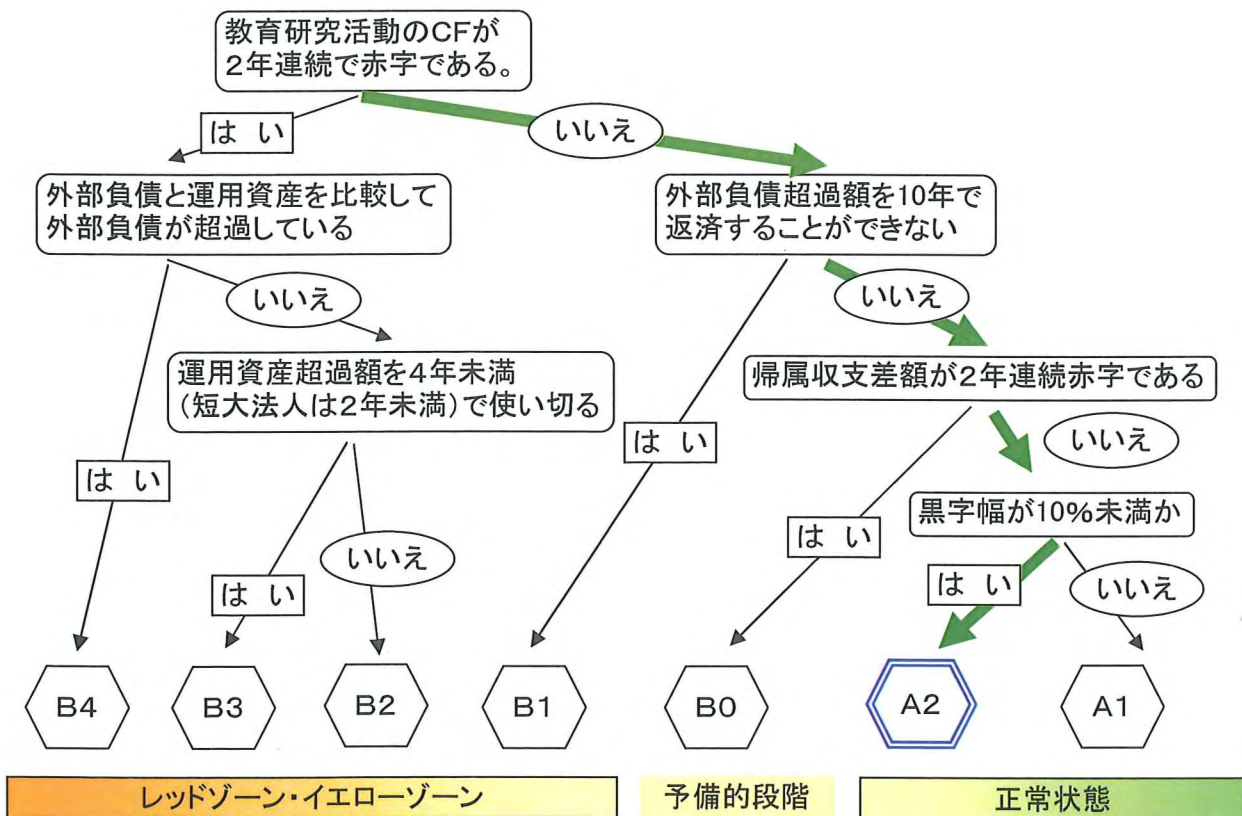 教育研究活動のCFが
2年連続で赤字である。
は い
いいえ
外部負債と運用資産を比較して
外部負債が超過している
外部負債超過額を10年で
返済することができない
いいえ
いいえ
運用資産超過額を4年未満
(短大法人は2年未満)で使い切る
帰属収支差額が2年連続赤字である
は い
は い
いいえ
黒字幅が10%未満か
は い
いいえ
は い
は い
いいえ
B4
B3
B2
B1
B0
A2
A1
レッドゾーン・イエローゾーン
予備的段階
正常状態